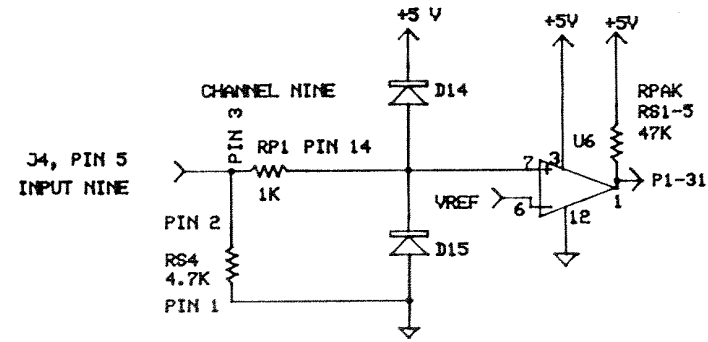 +5 V
+5V
+5V
CHANNEL NINE
D14
RPAK
RS1-5
47K
PIN 3
U6
J4, PIN 5
INPUT NINE
RP1 PIN 14
1K
7
3
+
P1-31
VREF
6
-
12
1
PIN 2
RS4
4.7K
PIN 1
D15